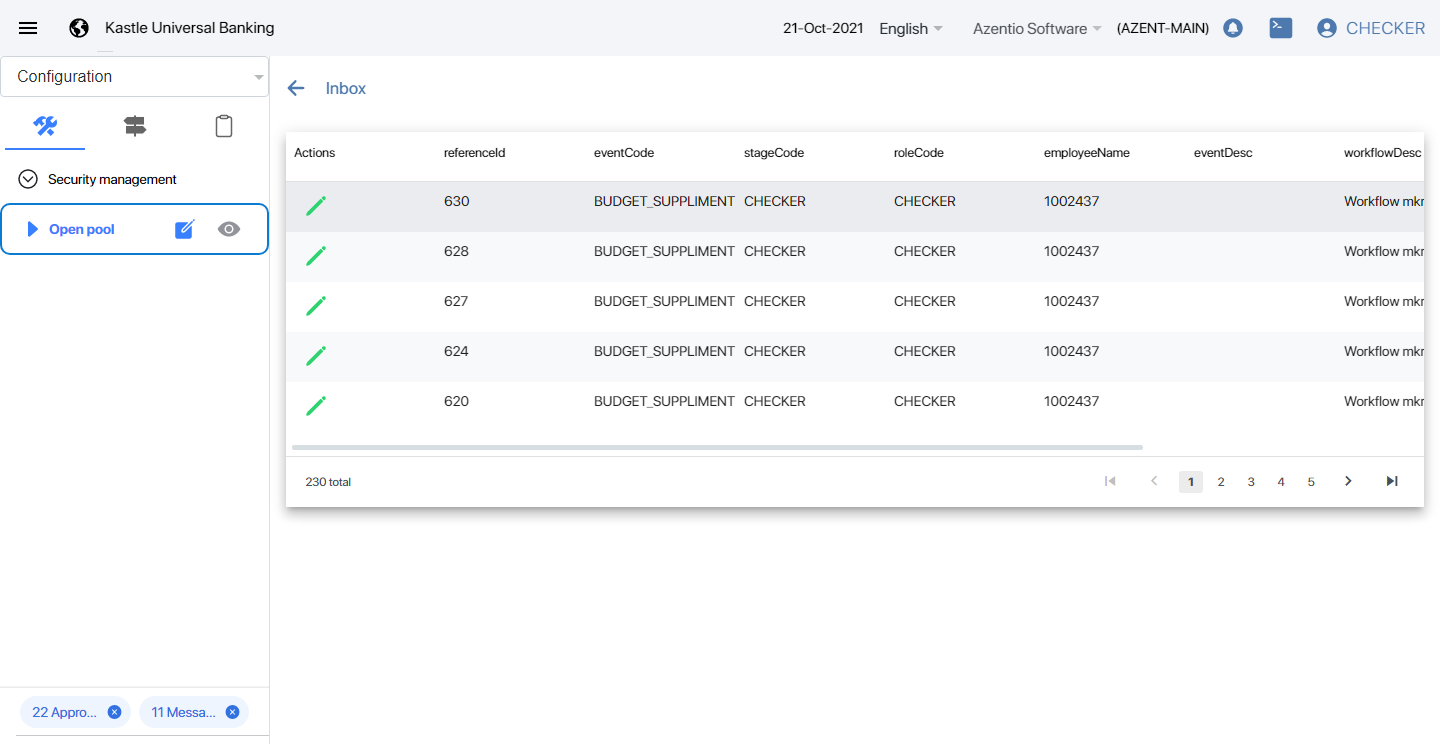 Kastle Universal Banking
21-Oct-2021 English Azentio Software (AZENT-MAIN) CHECKER
Configuration
Security management
Open pool
22 Appro...
11 Messa...
Inbox
Actions referenceId eventCode stageCode roleCode employeeName eventDesc workflowDesc
630 BUDGET_SUPPLIMENT CHECKER CHECKER 1002437 Workflow mkr
628 BUDGET_SUPPLIMENT CHECKER CHECKER 1002437 Workflow mkr
627 BUDGET_SUPPLIMENT CHECKER CHECKER 1002437 Workflow mkr
624 BUDGET_SUPPLIMENT CHECKER CHECKER 1002437 Workflow mkr
620 BUDGET_SUPPLIMENT CHECKER CHECKER 1002437 Workflow mkr
230 total 1 2 3 4 5